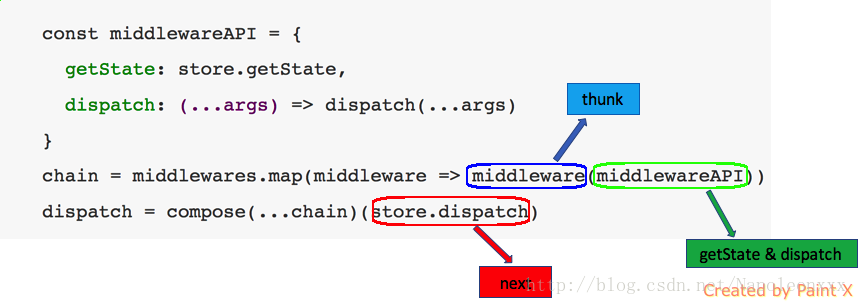 const middlewareAPI = {
getState: store.getState,
dispatch: (...args) => dispatch(...args)
thunk
}
chain = middlewares.map(middleware => middleware(middlewareAPI))
dispatch = compose(...chain)(store.dispatch)
getState & dispatch
next
http://blog.csdn.net/Napoleonxxx
Created by Paint X